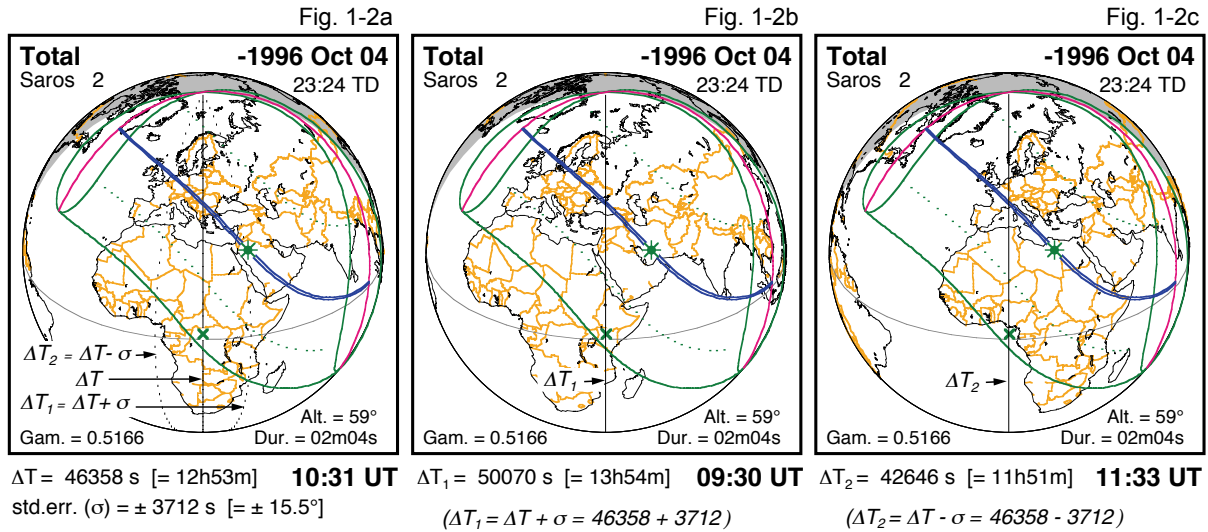 Fig. 1-2a
Total -1996 Oct 04
Saros 2 23:24 TD
ΔT₂ = ΔT- σ
ΔT
ΔT₁ = ΔT+ σ
Alt. = 59°
Gam. = 0.5166 Dur. = 02m04s
ΔT = 46358 s [= 12h53m] 10:31 UT
std.err. (σ) = ± 3712 s [= ± 15.5°]
Fig. 1-2b
Total -1996 Oct 04
Saros 2 23:24 TD
ΔT₁
Alt. = 59°
Gam. = 0.5166 Dur. = 02m04s
ΔT₁ = 50070 s [= 13h54m] 09:30 UT
(ΔT₁ = ΔT + σ = 46358 + 3712)
Fig. 1-2c
Total -1996 Oct 04
Saros 2 23:24 TD
ΔT₂
Alt. = 59°
Gam. = 0.5166 Dur. = 02m04s
ΔT₂ = 42646 s [= 11h51m] 11:33 UT
(ΔT₂ = ΔT - σ = 46358 - 3712)